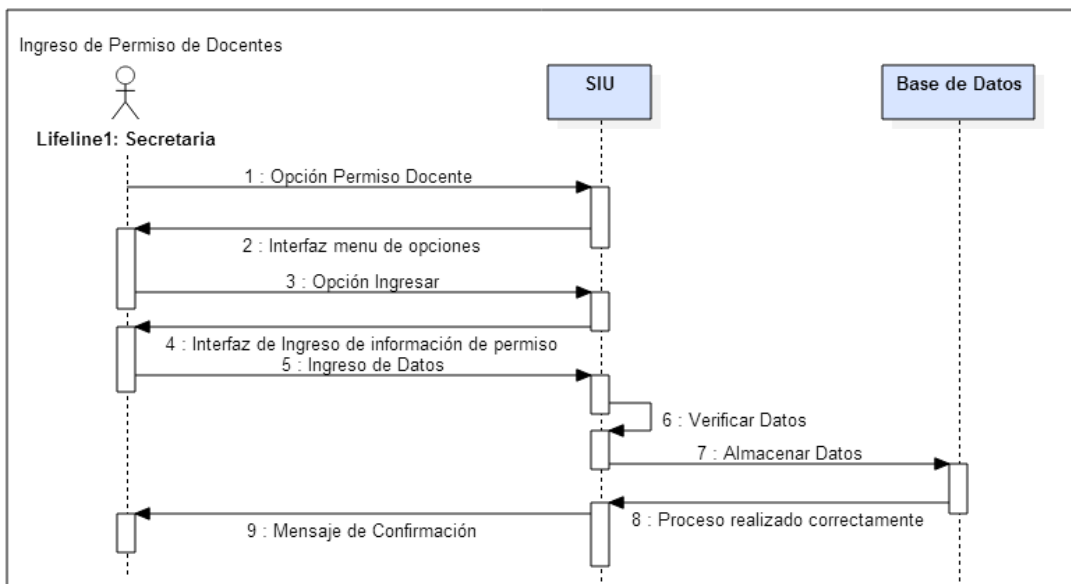 Ingreso de Permiso de Docentes
SIU
Base de Datos
Lifeline1: Secretaria
1 : Opción Permiso Docente
2 : Interfaz menu de opciones
3 : Opción Ingresar
4 : Interfaz de Ingreso de información de permiso
5 : Ingreso de Datos
6 : Verificar Datos
7 : Almacenar Datos
8 : Proceso realizado correctamente
9 : Mensaje de Confirmación